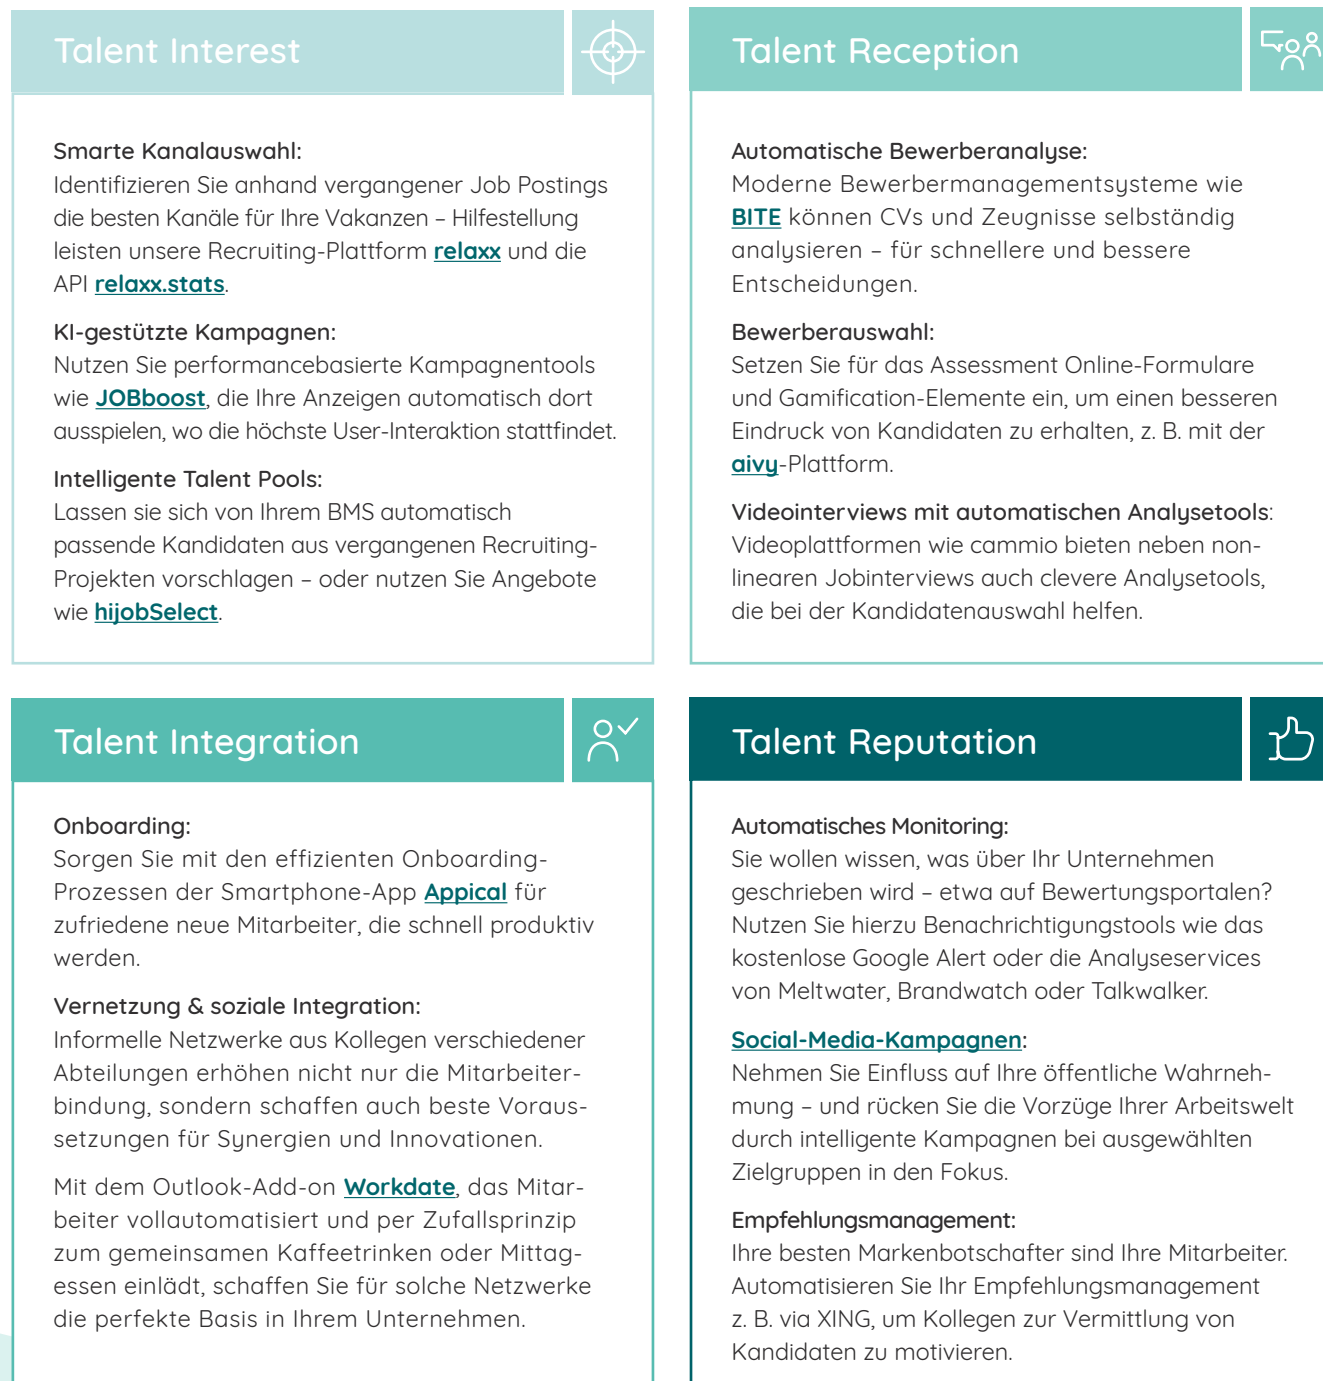 Talent Interest
Smarte Kanalauswahl:
Identifizieren Sie anhand vergangener Job Postings
die besten Kanäle für Ihre Vakanzen – Hilfestellung
leisten unsere Recruiting-Plattform relaxx und die
API relaxx.stats.
KI-gestützte Kampagnen:
Nutzen Sie performancebasierte Kampagnentools
wie JOBboost, die Ihre Anzeigen automatisch dort
ausspielen, wo die höchste User-Interaktion stattfindet.
Intelligente Talent Pools:
Lassen sie sich von Ihrem BMS automatisch
passende Kandidaten aus vergangenen Recruiting-
Projekten vorschlagen – oder nutzen Sie Angebote
wie hijobSelect.
Talent Reception
Automatische Bewerberanalyse:
Moderne Bewerbermanagementsysteme wie
BITE können CVs und Zeugnisse selbständig
analysieren – für schnellere und bessere
Entscheidungen.
Bewerberauswahl:
Setzen Sie für das Assessment Online-Formulare
und Gamification-Elemente ein, um einen besseren
Eindruck von Kandidaten zu erhalten, z. B. mit der
aivy-Plattform.
Videointerviews mit automatischen Analysetools:
Videoplattformen wie cammio bieten neben non-
linearen Jobinterviews auch clevere Analysetools,
die bei der Kandidatenauswahl helfen.
Talent Integration
Onboarding:
Sorgen Sie mit den effizienten Onboarding-
Prozessen der Smartphone-App Appical für
zufriedene neue Mitarbeiter, die schnell produktiv
werden.
Vernetzung & soziale Integration:
Informelle Netzwerke aus Kollegen verschiedener
Abteilungen erhöhen nicht nur die Mitarbeiter-
bindung, sondern schaffen auch beste Voraus-
setzungen für Synergien und Innovationen.
Mit dem Outlook-Add-on Workdate, das Mitar-
beiter vollautomatisiert und per Zufallsprinzip
zum gemeinsamen Kaffeetrinken oder Mittag-
essen einlädt, schaffen Sie für solche Netzwerke
die perfekte Basis in Ihrem Unternehmen.
Talent Reputation
Automatisches Monitoring:
Sie wollen wissen, was über Ihr Unternehmen
geschrieben wird – etwa auf Bewertungsportalen?
Nutzen Sie hierzu Benachrichtigungstools wie das
kostenlose Google Alert oder die Analyseservices
von Meltwater, Brandwatch oder Talkwalker.
Social-Media-Kampagnen:
Nehmen Sie Einfluss auf Ihre öffentliche Wahrneh-
mung – und rücken Sie die Vorzüge Ihrer Arbeitswelt
durch intelligente Kampagnen bei ausgewählten
Zielgruppen in den Fokus.
Empfehlungsmanagement:
Ihre besten Markenbotschafter sind Ihre Mitarbeiter.
Automatisieren Sie Ihr Empfehlungsmanagement
z. B. via XING, um Kollegen zur Vermittlung von
Kandidaten zu motivieren.